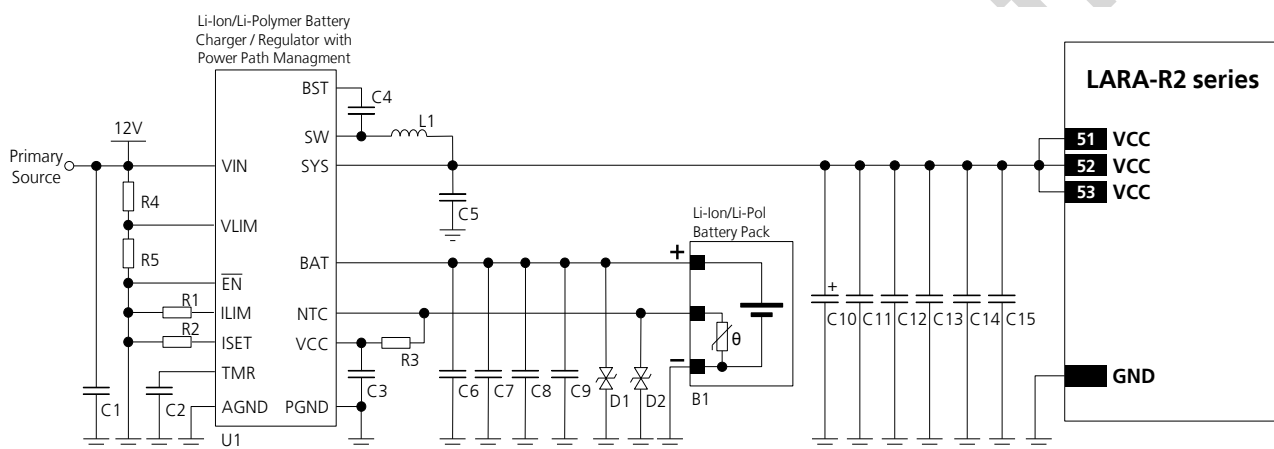 Li-Ion/Li-Polymer Battery
Charger / Regulator with
Power Path Managment
LARA-R2 series
BST
C4
SW
L1
12V
Primary
Source
VIN
SYS
51 VCC
52 VCC
53 VCC
R4
VLIM
C5
Li-Ion/Li-Pol
Battery Pack
R5
BAT
+
EN
R1
ILIM
NTC
+
C10
C11
C12
C13
C14
C15
R2
ISET
VCC
R3
θ
TMR
C3
–
GND
C1
C2
AGND
PGND
C6
C7
C8
C9
D1
D2
B1
U1